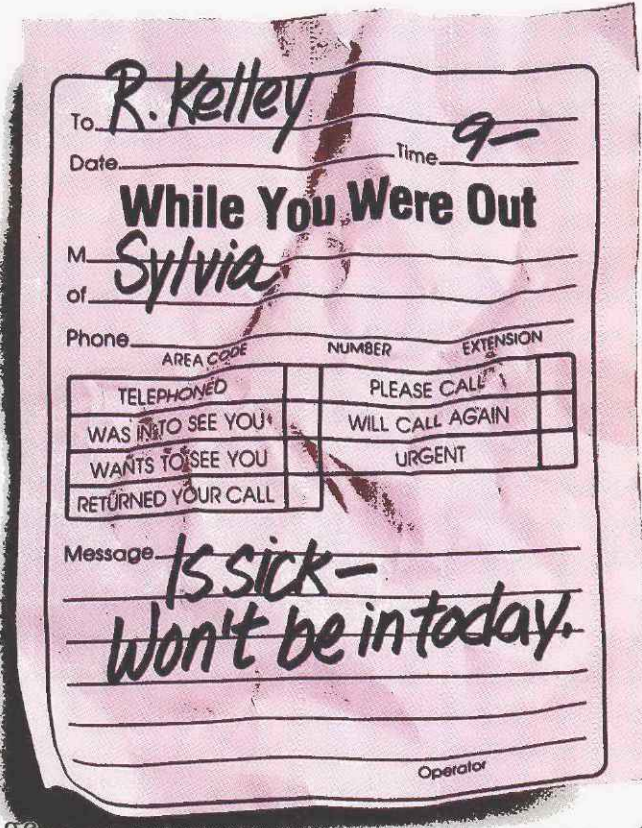 To R. Kelley
Date Time 9-
While You Were Out
M Sylvia
of
Phone
AREA CODE NUMBER EXTENSION
TELEPHONED PLEASE CALL
WAS IN TO SEE YOU WILL CALL AGAIN
WANTS TO SEE YOU URGENT
RETURNED YOUR CALL
Message Is sick-
Won't be in today.
Operator